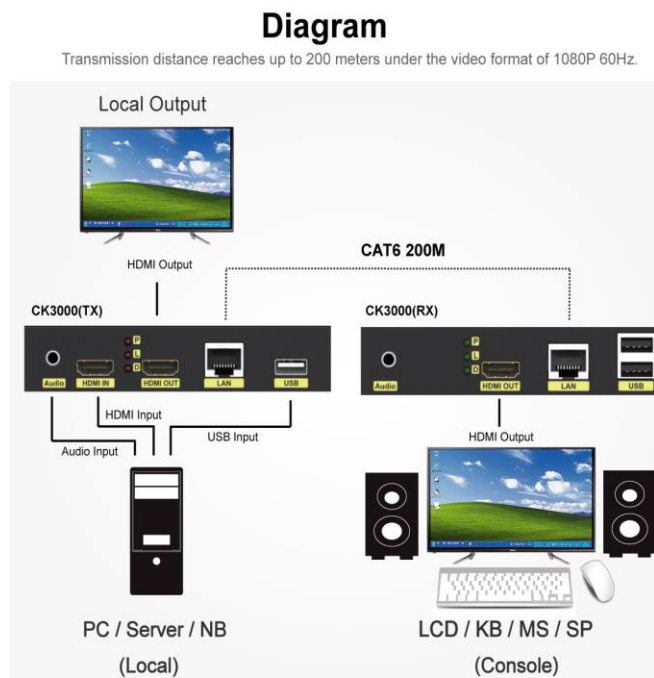 Diagram
Transmission distance reaches up to 200 meters under the video format of 1080P 60Hz.
Local Output
HDMI Output
CAT6 200M
CK3000(TX)
CK3000(RX)
P
L
D
Audio
HDMI IN
HDMI OUT
LAN
USB
P
L
D
Audio
HDMI OUT
LAN
USB
HDMI Input
Audio Input
USB Input
HDMI Output
PC / Server / NB
(Local)
LCD / KB / MS / SP
(Console)